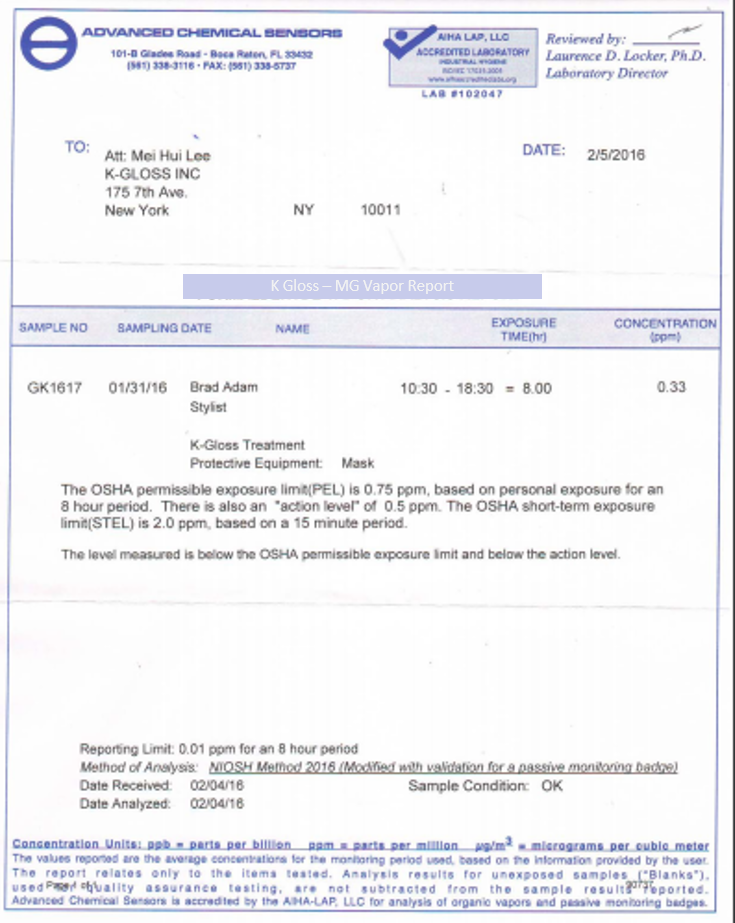 ADVANCED CHEMICAL SENSORS
101-B Glades Road • Boca Raton, FL 33432
(561) 338-3116 • FAX: (561) 338-5737
AIHA LAP, LLC
ACCREDITED LABORATORY
INDUSTRIAL HYGIENE
ISO/IEC 17025:2005
www.aihaaccreditedlabs.org
LAB #102047
Reviewed by:
Laurence D. Locker, Ph.D.
Laboratory Director
TO:
Att: Mei Hui Lee
K-GLOSS INC
175 7th Ave.
New York NY 10011
DATE: 2/5/2016
K Gloss – MG Vapor Report
SAMPLE NO SAMPLING DATE NAME EXPOSURE TIME(hr) CONCENTRATION (ppm)
GK1617 01/31/16 Brad Adam 10:30 - 18:30 = 8.00 0.33
Stylist
K-Gloss Treatment
Protective Equipment: Mask
The OSHA permissible exposure limit(PEL) is 0.75 ppm, based on personal exposure for an
8 hour period. There is also an "action level" of 0.5 ppm. The OSHA short-term exposure
limit(STEL) is 2.0 ppm, based on a 15 minute period.
The level measured is below the OSHA permissible exposure limit and below the action level.
Reporting Limit: 0.01 ppm for an 8 hour period
Method of Analysis: NIOSH Method 2016 (Modified with validation for a passive monitoring badge)
Date Received: 02/04/16 Sample Condition: OK
Date Analyzed: 02/04/16
Concentration Units: ppb = parts per billion ppm = parts per million µg/m³ = micrograms per cubic meter
The values reported are the average concentrations for the monitoring period used, based on the information provided by the user.
The report relates only to the items tested. Analysis results for unexposed samples ("Blanks"),
used for quality assurance testing, are not subtracted from the sample results reported.
Advanced Chemical Sensors is accredited by the AIHA-LAP, LLC for analysis of organic vapors and passive monitoring badges.